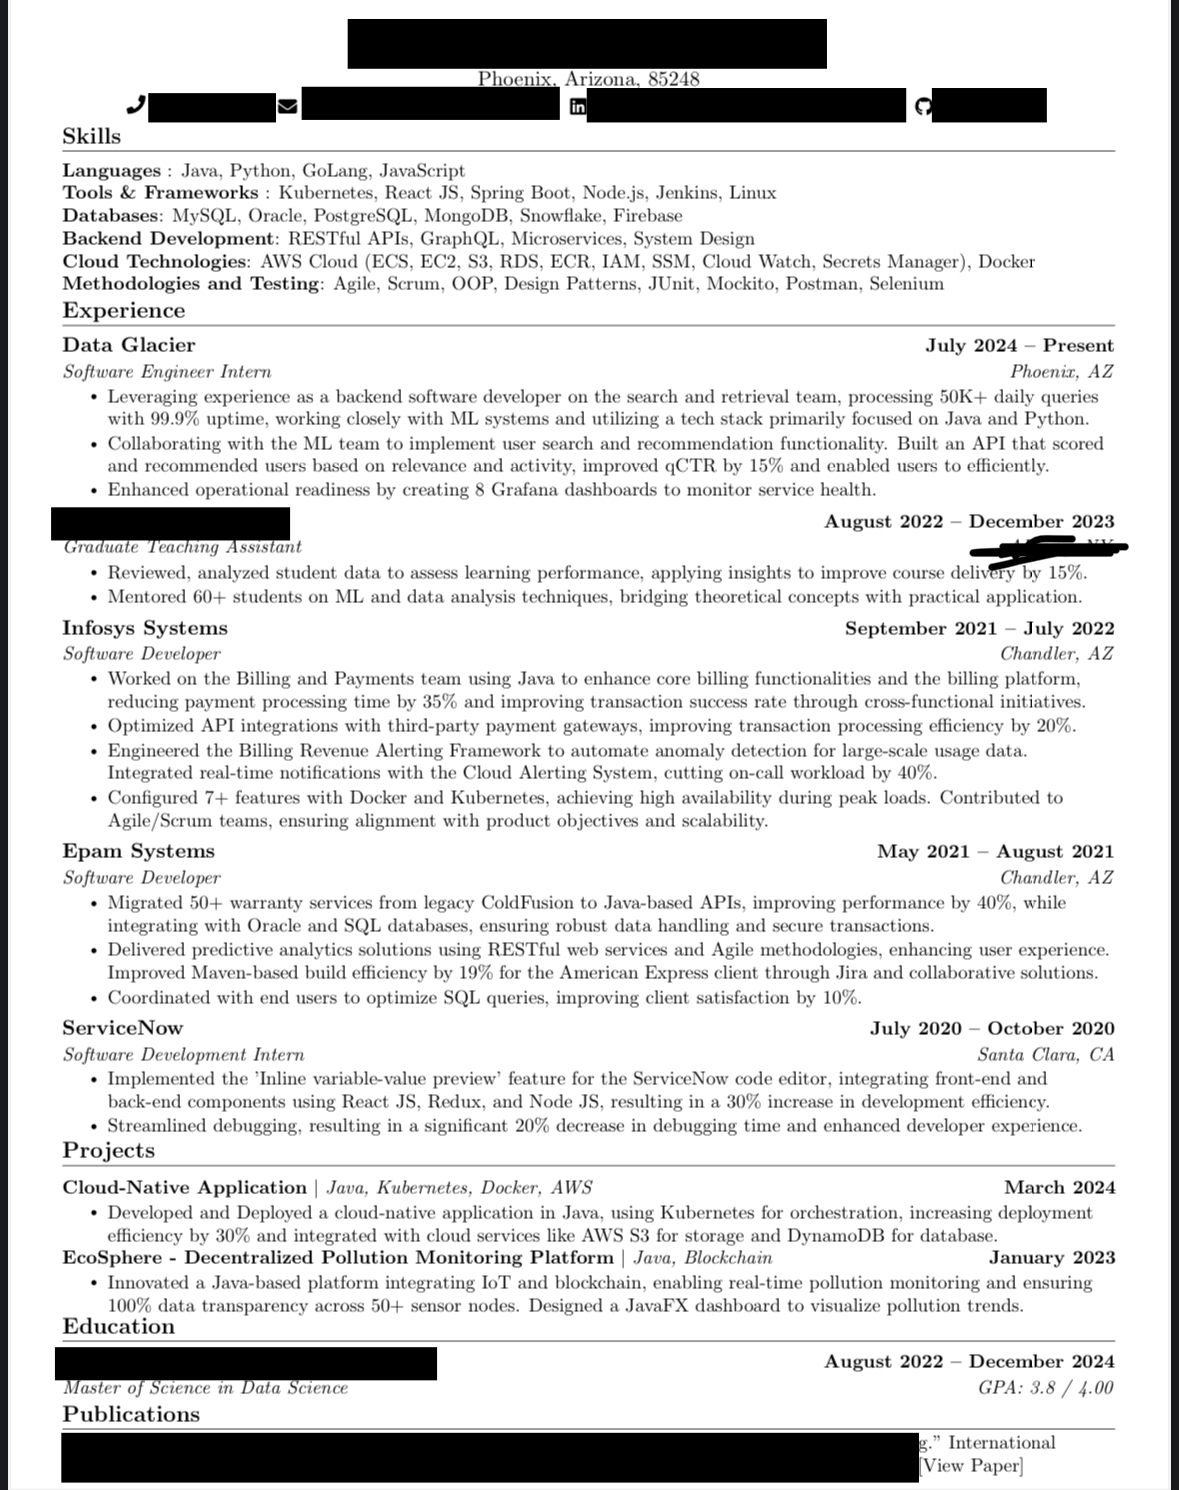 Phoenix, Arizona, 85248
Skills
Languages : Java, Python, GoLang, JavaScript
Tools & Frameworks : Kubernetes, React JS, Spring Boot, Node.js, Jenkins, Linux
Databases: MySQL, Oracle, PostgreSQL, MongoDB, Snowflake, Firebase
Backend Development: RESTful APIs, GraphQL, Microservices, System Design
Cloud Technologies: AWS Cloud (ECS, EC2, S3, RDS, ECR, IAM, SSM, Cloud Watch, Secrets Manager), Docker
Methodologies and Testing: Agile, Scrum, OOP, Design Patterns, JUnit, Mockito, Postman, Selenium
Experience
Data Glacier July 2024 – Present
Software Engineer Intern Phoenix, AZ
• Leveraging experience as a backend software developer on the search and retrieval team, processing 50K+ daily queries
with 99.9% uptime, working closely with ML systems and utilizing a tech stack primarily focused on Java and Python.
• Collaborating with the ML team to implement user search and recommendation functionality. Built an API that scored
and recommended users based on relevance and activity, improved qCTR by 15% and enabled users to efficiently.
• Enhanced operational readiness by creating 8 Grafana dashboards to monitor service health.
August 2022 – December 2023
Graduate Teaching Assistant
• Reviewed, analyzed student data to assess learning performance, applying insights to improve course delivery by 15%.
• Mentored 60+ students on ML and data analysis techniques, bridging theoretical concepts with practical application.
Infosys Systems September 2021 – July 2022
Software Developer Chandler, AZ
• Worked on the Billing and Payments team using Java to enhance core billing functionalities and the billing platform,
reducing payment processing time by 35% and improving transaction success rate through cross-functional initiatives.
• Optimized API integrations with third-party payment gateways, improving transaction processing efficiency by 20%.
• Engineered the Billing Revenue Alerting Framework to automate anomaly detection for large-scale usage data.
Integrated real-time notifications with the Cloud Alerting System, cutting on-call workload by 40%.
• Configured 7+ features with Docker and Kubernetes, achieving high availability during peak loads. Contributed to
Agile/Scrum teams, ensuring alignment with product objectives and scalability.
Epam Systems May 2021 – August 2021
Software Developer Chandler, AZ
• Migrated 50+ warranty services from legacy ColdFusion to Java-based APIs, improving performance by 40%, while
integrating with Oracle and SQL databases, ensuring robust data handling and secure transactions.
• Delivered predictive analytics solutions using RESTful web services and Agile methodologies, enhancing user experience.
Improved Maven-based build efficiency by 19% for the American Express client through Jira and collaborative solutions.
• Coordinated with end users to optimize SQL queries, improving client satisfaction by 10%.
ServiceNow July 2020 – October 2020
Software Development Intern Santa Clara, CA
• Implemented the 'Inline variable-value preview' feature for the ServiceNow code editor, integrating front-end and
back-end components using React JS, Redux, and Node JS, resulting in a 30% increase in development efficiency.
• Streamlined debugging, resulting in a significant 20% decrease in debugging time and enhanced developer experience.
Projects
Cloud-Native Application | Java, Kubernetes, Docker, AWS March 2024
• Developed and Deployed a cloud-native application in Java, using Kubernetes for orchestration, increasing deployment
efficiency by 30% and integrated with cloud services like AWS S3 for storage and DynamoDB for database.
EcoSphere - Decentralized Pollution Monitoring Platform | Java, Blockchain January 2023
• Innovated a Java-based platform integrating IoT and blockchain, enabling real-time pollution monitoring and ensuring
100% data transparency across 50+ sensor nodes. Designed a JavaFX dashboard to visualize pollution trends.
Education
August 2022 – December 2024
Master of Science in Data Science GPA: 3.8 / 4.00
Publications
g.” International
[View Paper]